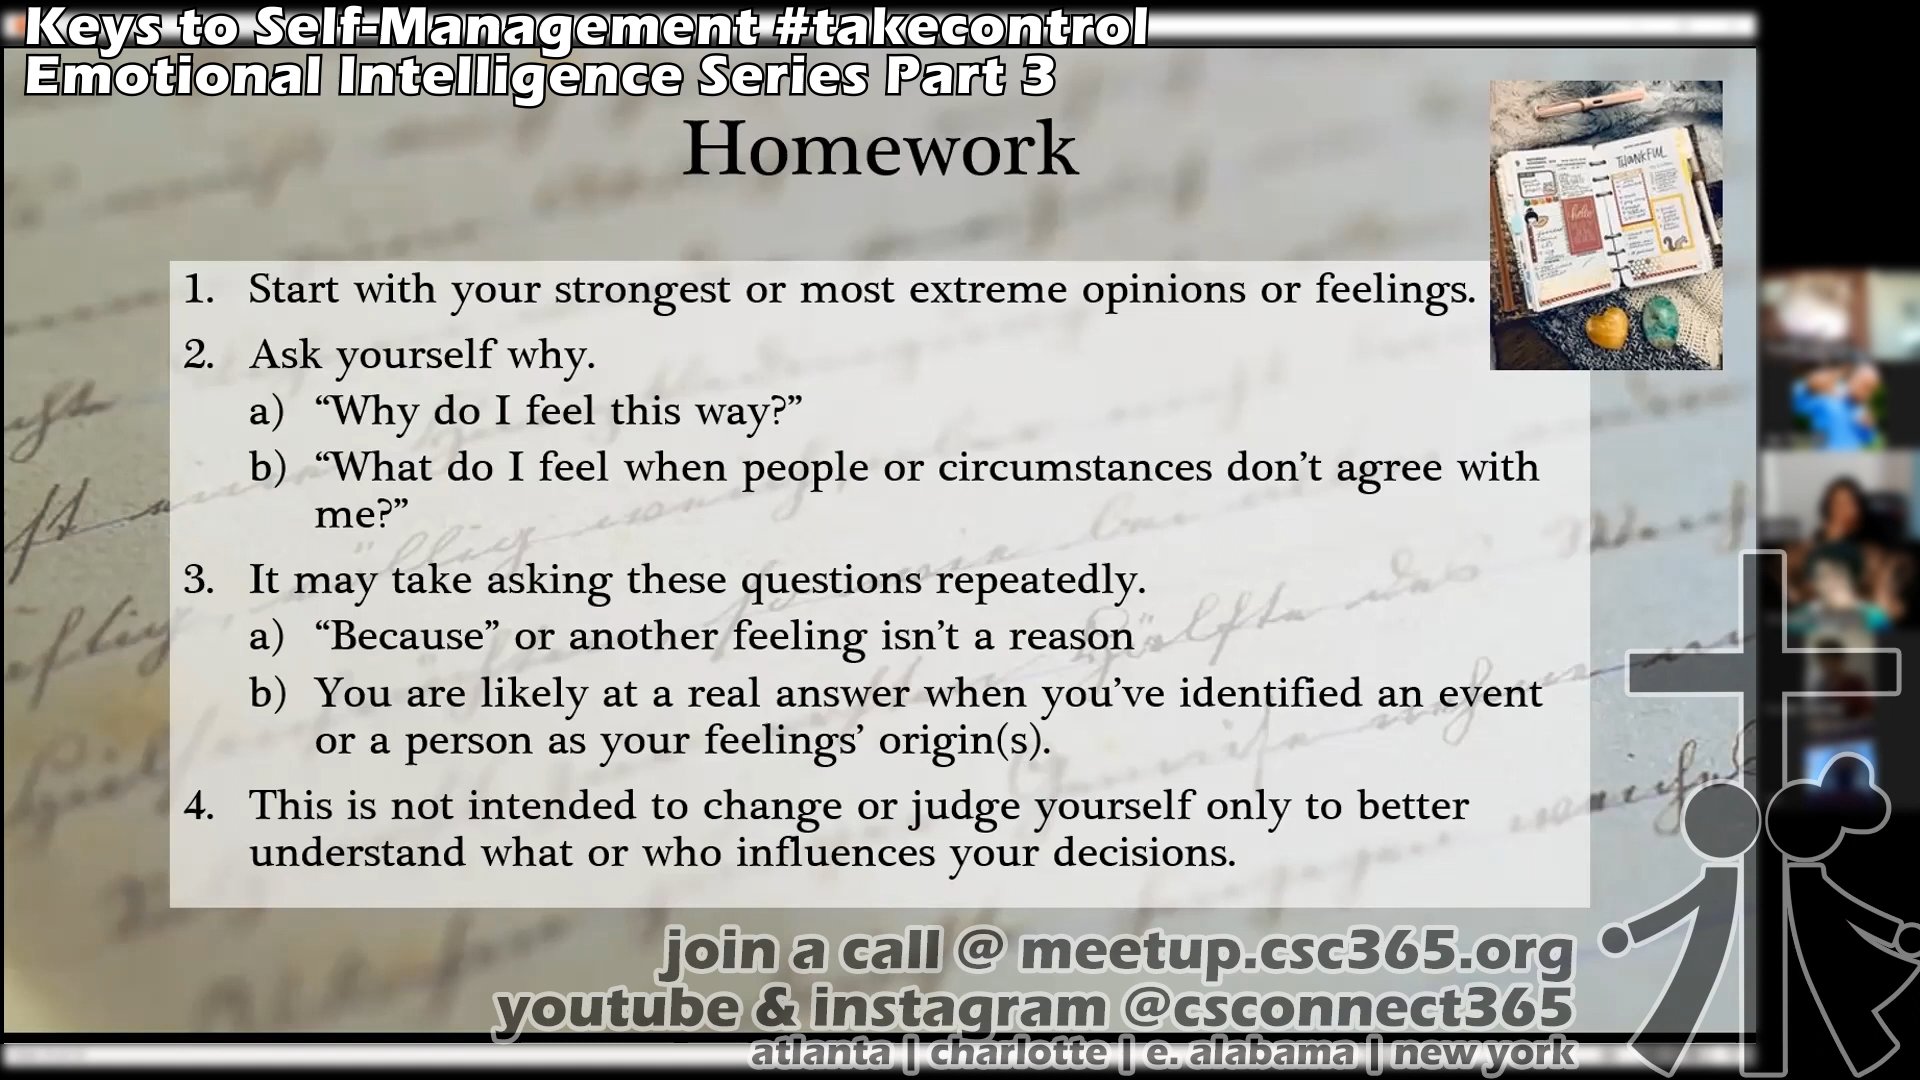 Keys to Self-Management #takecontrol
Emotional Intelligence Series Part 3
Homework
THANKFUL
hello
1. Start with your strongest or most extreme opinions or feelings.
2. Ask yourself why.
a) “Why do I feel this way?”
b) “What do I feel when people or circumstances don’t agree with
me?”
3. It may take asking these questions repeatedly.
a) “Because” or another feeling isn’t a reason
b) You are likely at a real answer when you’ve identified an event
or a person as your feelings’ origin(s).
4. This is not intended to change or judge yourself only to better
understand what or who influences your decisions.
join a call @ meetup.csc365.org
youtube & instagram @csconnect365
atlanta | charlotte | e. alabama | new york